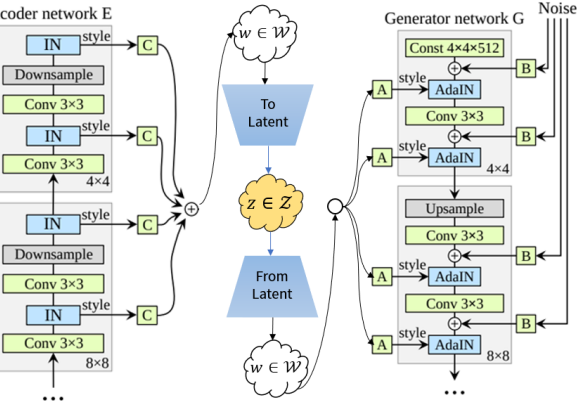 coder network E
IN
style
C
Downsample
Conv 3×3
IN
style
C
Conv 3×3
4×4
IN
style
C
Downsample
Conv 3×3
IN
style
C
Conv 3×3
8×8
...
w ∈ W
To
Latent
z ∈ Z
From
Latent
w ∈ W
Generator network G
Noise
Const 4×4×512
B
A
style
AdaIN
Conv 3×3
B
A
style
AdaIN
4×4
Upsample
Conv 3×3
B
A
style
AdaIN
Conv 3×3
B
A
style
AdaIN
8×8
...